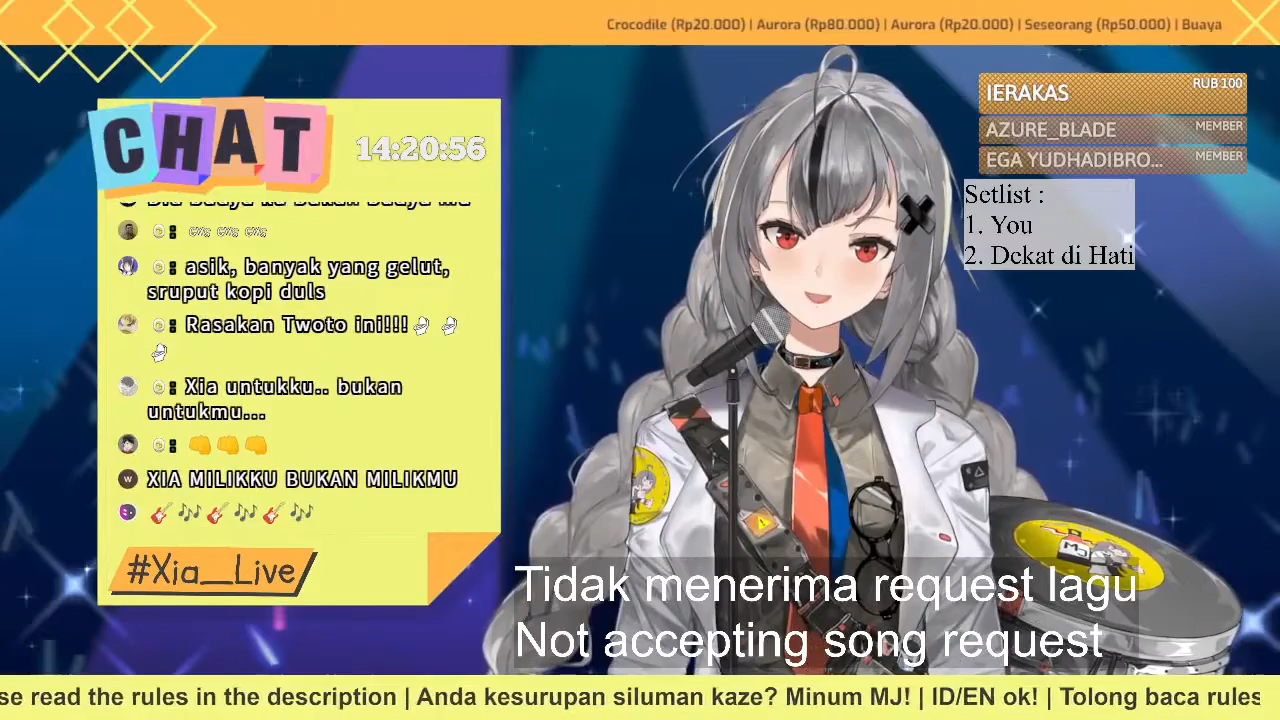 Crocodile (Rp20.000) | Aurora (Rp80.000) | Aurora (Rp20.000) | Seseorang (Rp50.000) | Buaya
CHAT
14:20:56
: asik, banyak yang gelut,
sruput kopi duls
: Rasakan Twoto ini!!!
: Xia untukku.. bukan
untukmu...
: 👊👊👊
W XIA MILIKKU BUKAN MILIKMU
🎸🎶🎸🎶🎸🎶
#Xia_Live
IERAKAS RUB 100
AZURE_BLADE MEMBER
EGA YUDHADIBRO... MEMBER
Setlist :
1. You
2. Dekat di Hati
MJ
Tidak menerima request lagu
Not accepting song request
se read the rules in the description | Anda kesurupan siluman kaze? Minum MJ! | ID/EN ok! | Tolong baca rules